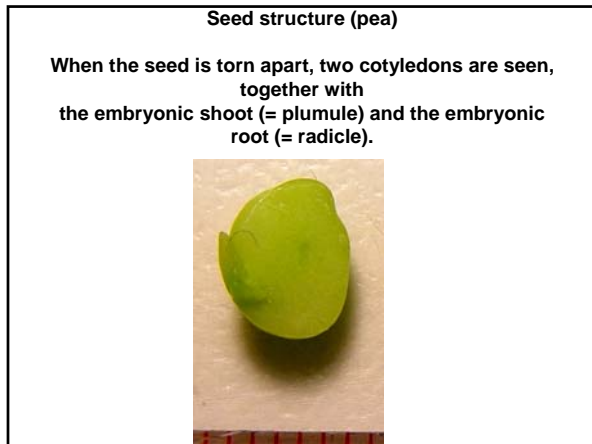 Seed structure (pea)
When the seed is torn apart, two cotyledons are seen,
together with
the embryonic shoot (= plumule) and the embryonic
root (= radicle).